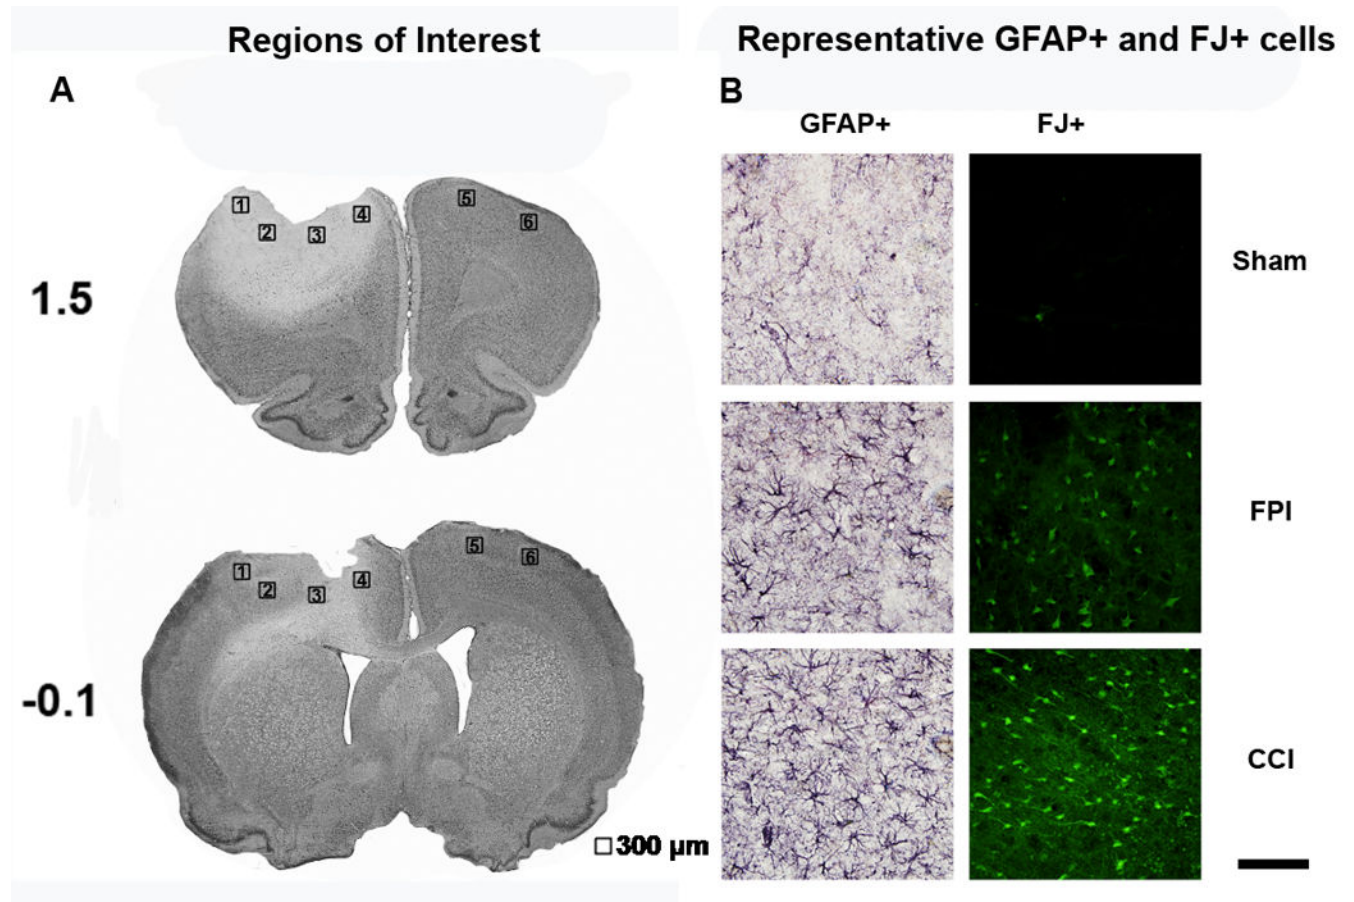 Regions of Interest
A
1.5
1
2
3
4
5
6
-0.1
1
2
3
4
5
6
300 µm
Representative GFAP+ and FJ+ cells
B
GFAP+ FJ+
Sham
FPI
CCI